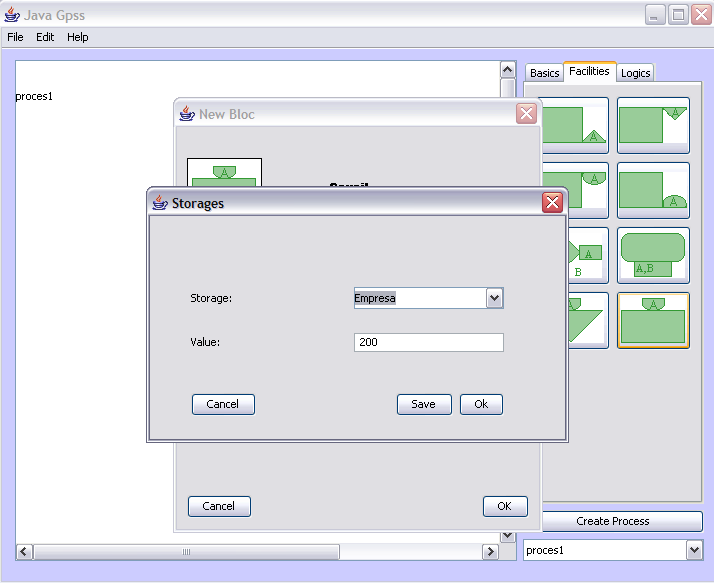 Java Gpss
File Edit Help
proces1
New Bloc
Storages
Storage: Empresa
Value: 200
Cancel Save Ok
Cancel OK
Basics Facilities Logics
A A
A A
A
B A,B
A A
Create Process
proces1